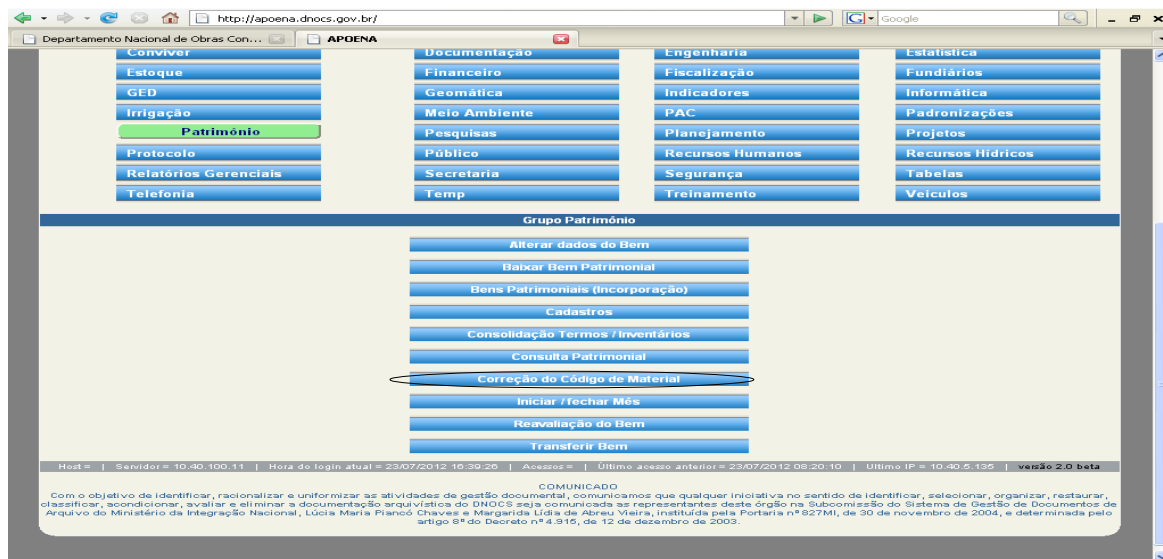 http://apoena.dnocs.gov.br/
Google
Departamento Nacional de Obras Con...
APOENA
Conviver Documentação Engenharia Estatística
Estoque Financeiro Fiscalização Fundiários
GED Geomática Indicadores Informática
Irrigação Meio Ambiente PAC Padronizações
Patrimônio Pesquisas Planejamento Projetos
Protocolo Público Recursos Humanos Recursos Hídricos
Relatórios Gerenciais Secretaria Segurança Tabelas
Telefonia Temp Treinamento Veículos
Grupo Patrimônio
Alterar dados do Bem
Baixar Bem Patrimonial
Bens Patrimoniais (Incorporação)
Cadastros
Consolidação Termos / Inventários
Consulta Patrimonial
Correção do Código de Material
Iniciar / fechar Mês
Reavaliação do Bem
Transferir Bem
Host = | Servidor = 10.40.100.11 | Hora do login atual = 23/07/2012 16:39:26 | Acessos = | Último acesso anterior = 23/07/2012 08:20:10 | Ultimo IP = 10.40.5.135 | versão 2.0 beta
COMUNICADO
Com o objetivo de identificar, racionalizar e uniformizar as atividades de gestão documental, comunicamos que qualquer iniciativa no sentido de identificar, selecionar, organizar, restaurar,
classificar, acondicionar, avaliar e eliminar a documentação arquivística do DNOCS seja comunicada as representantes deste órgão na Subcomissão do Sistema de Gestão de Documentos de
Arquivo do Ministério da Integração Nacional, Lúcia Maria Piancó Chaves e Margarida Lídia de Abreu Vieira, instituída pela Portaria nº 827MI, de 30 de novembro de 2004, e determinada pelo
artigo 8º do Decreto nº 4.915, de 12 de dezembro de 2003.